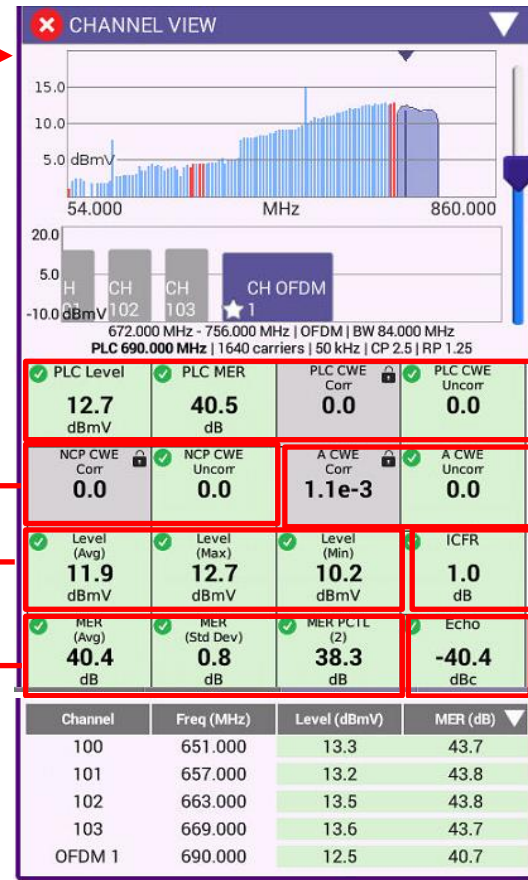 CHANNEL VIEW
15.0
10.0
5.0 dBmV
54.000 MHz 860.000
20.0
5.0
-10.0 dBmV
H CH CH CH OFDM
91 102 103 1
672.000 MHz - 756.000 MHz | OFDM | BW 84.000 MHz
PLC 690.000 MHz | 1640 carriers | 50 kHz | CP 2.5 | RP 1.25
PLC Level PLC MER PLC CWE Corr PLC CWE Uncorr
12.7 40.5 0.0 0.0
dBmV dB
NCP CWE Corr NCP CWE Uncorr A CWE Corr A CWE Uncorr
0.0 0.0 1.1e-3 0.0
Level (Avg) Level (Max) Level (Min) ICFR
11.9 12.7 10.2 1.0
dBmV dBmV dBmV dB
MER (Avg) MER (Std Dev) MER PCTL (2) Echo
40.4 0.8 38.3 -40.4
dB dB dB dBc
Channel Freq (MHz) Level (dBmV) MER (dB)
100 651.000 13.3 43.7
101 657.000 13.2 43.8
102 663.000 13.5 43.8
103 669.000 13.6 43.7
OFDM 1 690.000 12.5 40.7